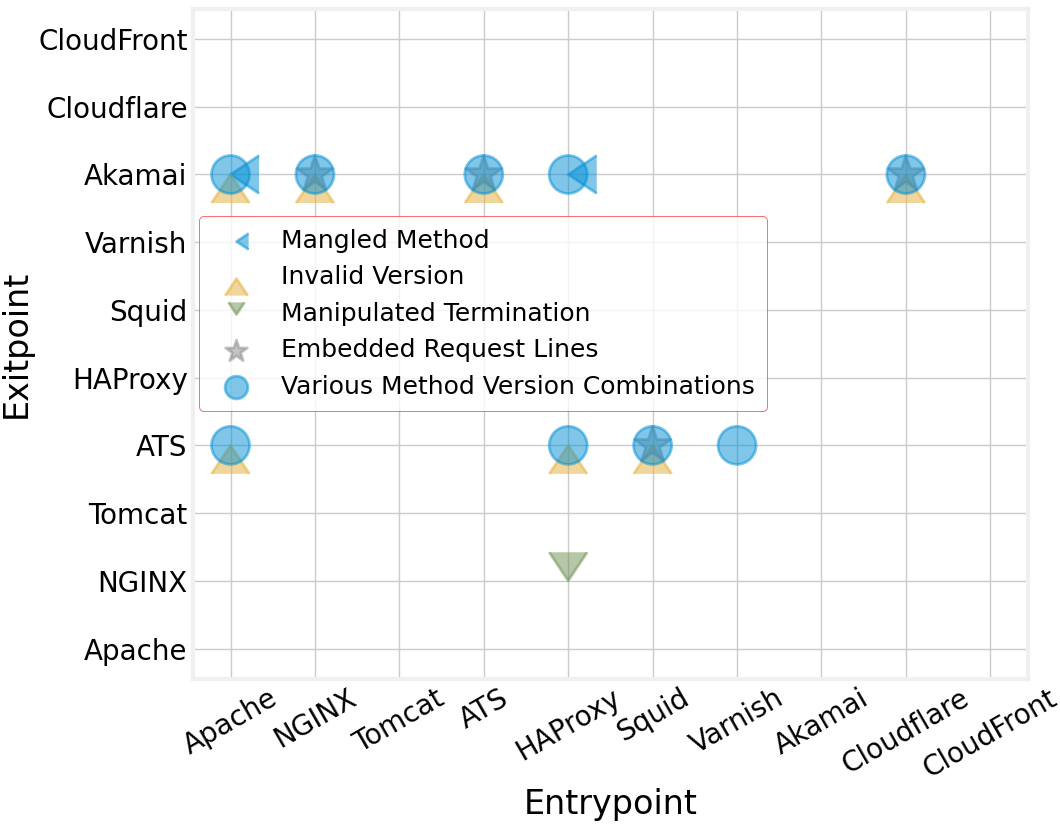 CloudFront
Cloudflare
Akamai
Varnish
Squid
HAProxy
ATS
Tomcat
NGINX
Apache
Exitpoint
Mangled Method
Invalid Version
Manipulated Termination
Embedded Request Lines
Various Method Version Combinations
Apache NGINX Tomcat ATS HAProxy Squid Varnish Akamai Cloudflare CloudFront
Entrypoint